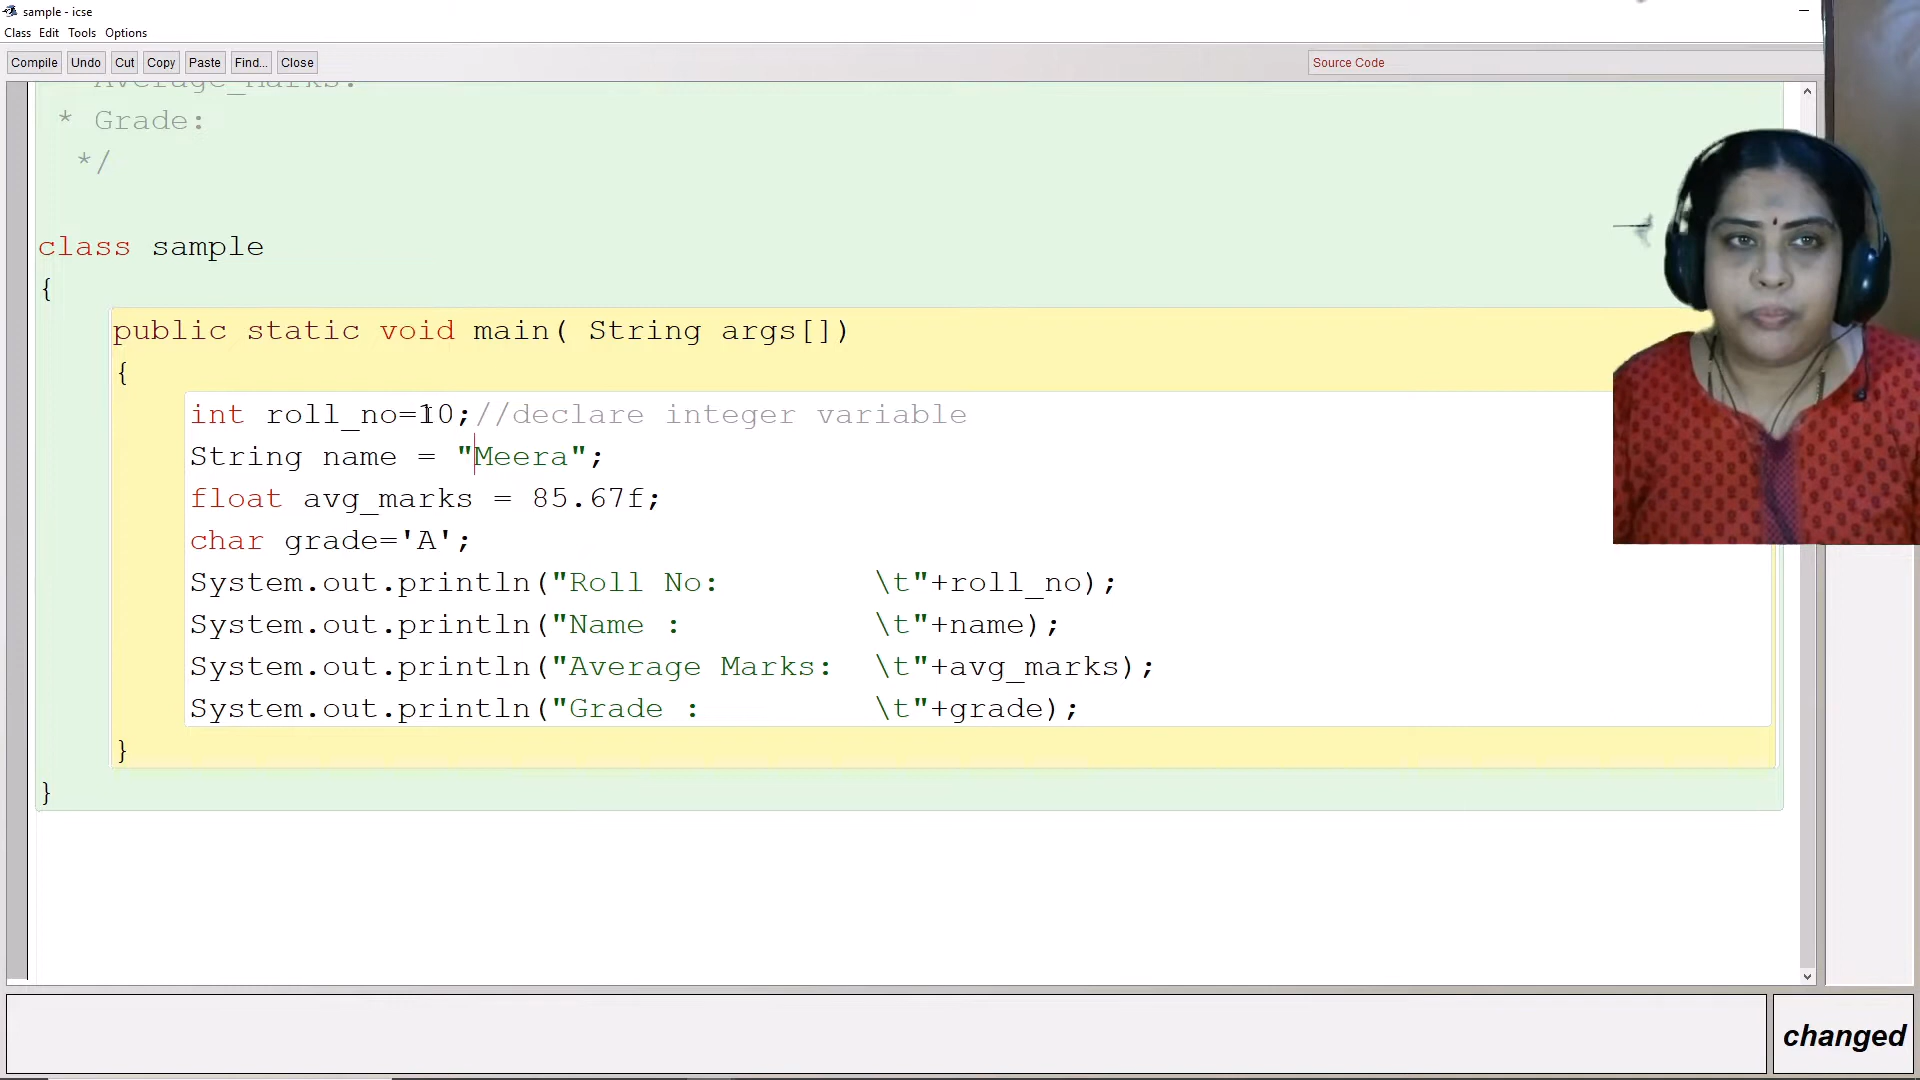 sample - icse
Class Edit Tools Options
Compile Undo Cut Copy Paste Find... Close Source Code
Average_marks:
* Grade:
*/
class sample
{
public static void main( String args[])
{
int roll_no=10;//declare integer variable
String name = "Meera";
float avg_marks = 85.67f;
char grade='A';
System.out.println("Roll No:        \t"+roll_no);
System.out.println("Name :          \t"+name);
System.out.println("Average Marks:  \t"+avg_marks);
System.out.println("Grade :         \t"+grade);
}
}
changed